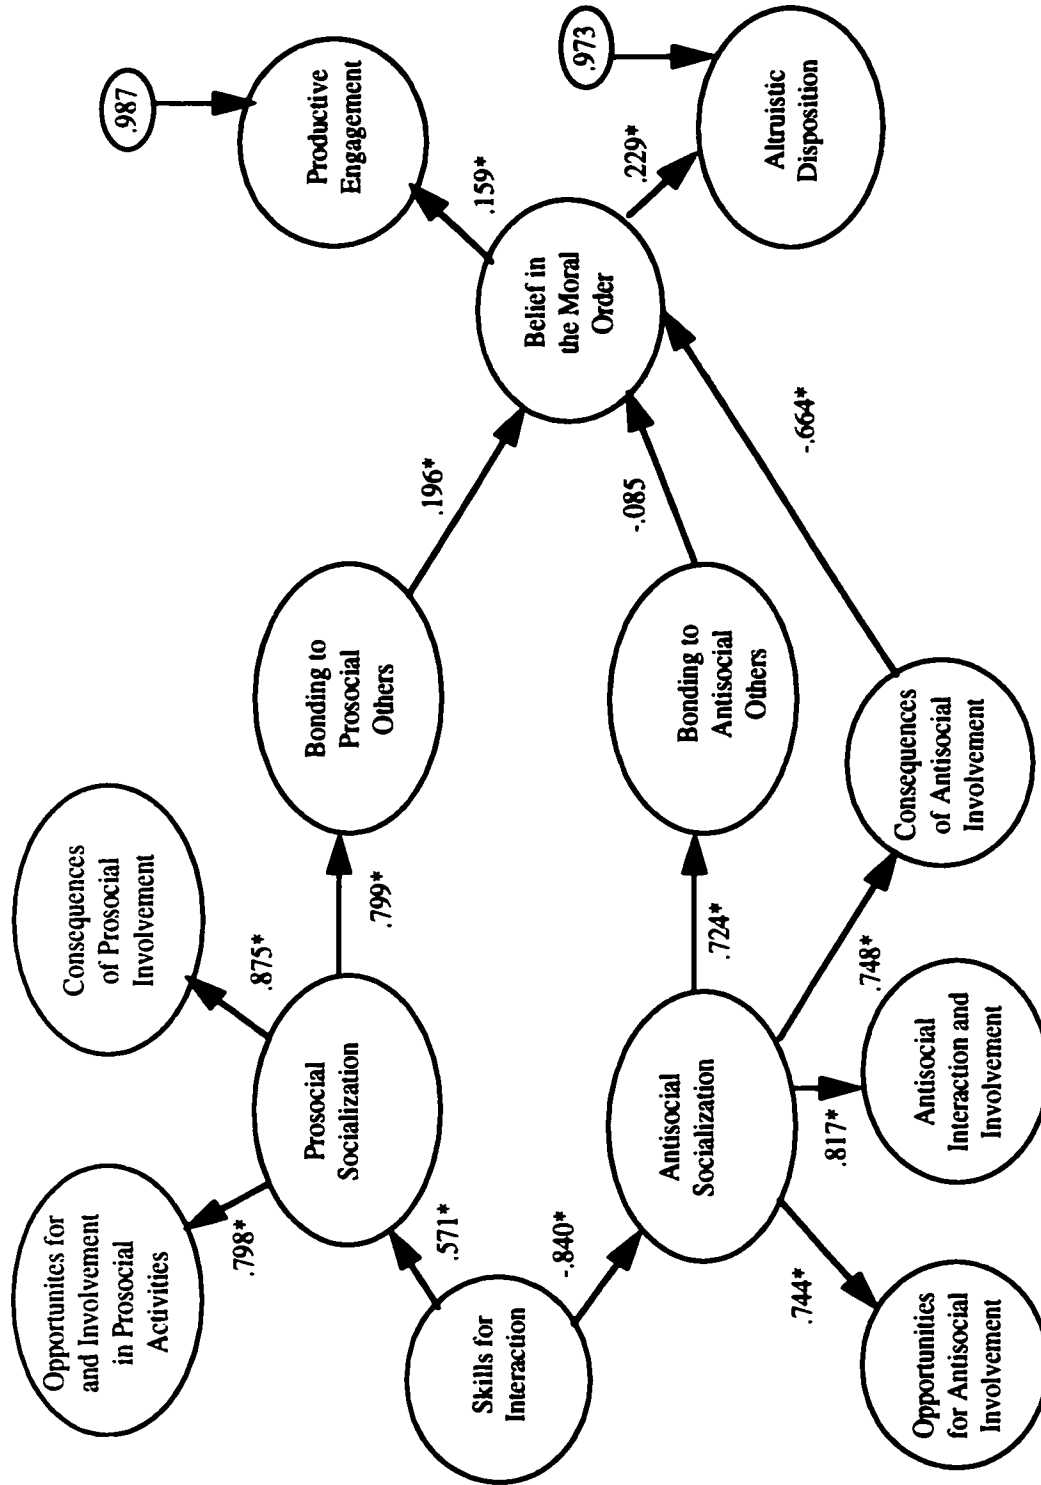 Opportunites for
and Involvement
in Prosocial
Activities
Consequences
of Prosocial
Involvement
.798*
.875*
Prosocial
Socialization
.799*
Bonding to
Prosocial
Others
.196*
.987
Productive
Engagement
.159*
Skills for
Interaction
.571*
-.840*
Belief in
the Moral
Order
.229*
.973
Altruistic
Disposition
Antisocial
Socialization
.724*
Bonding to
Antisocial
Others
-.085
.744*
.817*
.748*
-.664*
Opportunities
for Antisocial
Involvement
Antisocial
Interaction and
Involvement
Consequences
of Antisocial
Involvement